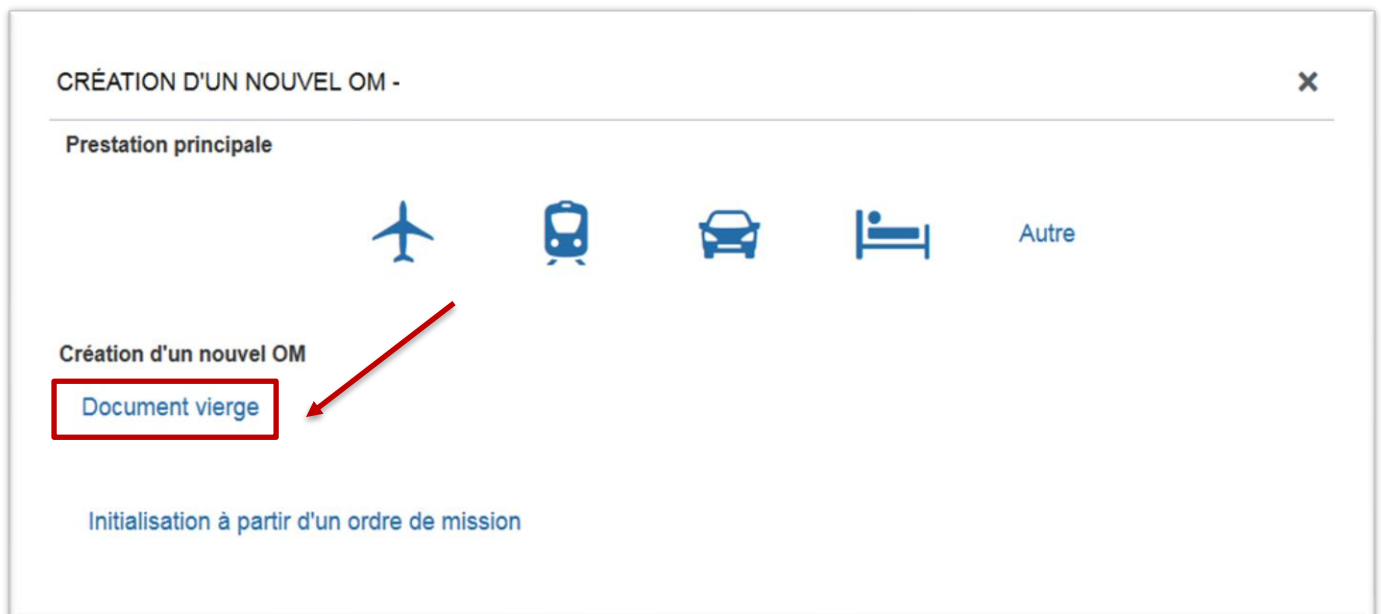 CRÉATION D'UN NOUVEL OM -
Prestation principale
Autre
Création d'un nouvel OM
Document vierge
Initialisation à partir d'un ordre de mission